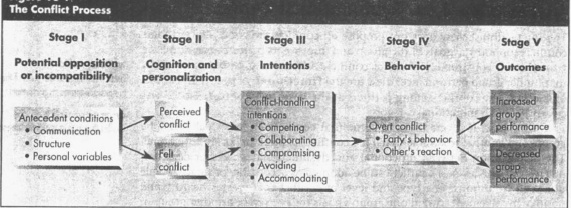 The Conflict Process
Stage I
Potential opposition
or incompatibility
Antecedent conditions
• Communication
• Structure
• Personal variables
Stage II
Cognition and
personalization
Perceived
conflict
Felt
conflict
Stage III
Intentions
Conflict-handling
intentions
• Competing
• Collaborating
• Compromising
• Avoiding
• Accommodating
Stage IV
Behavior
Overt conflict
• Party's behavior
• Other's reaction
Stage V
Outcomes
Increased
group
performance
Decreased
group
performance